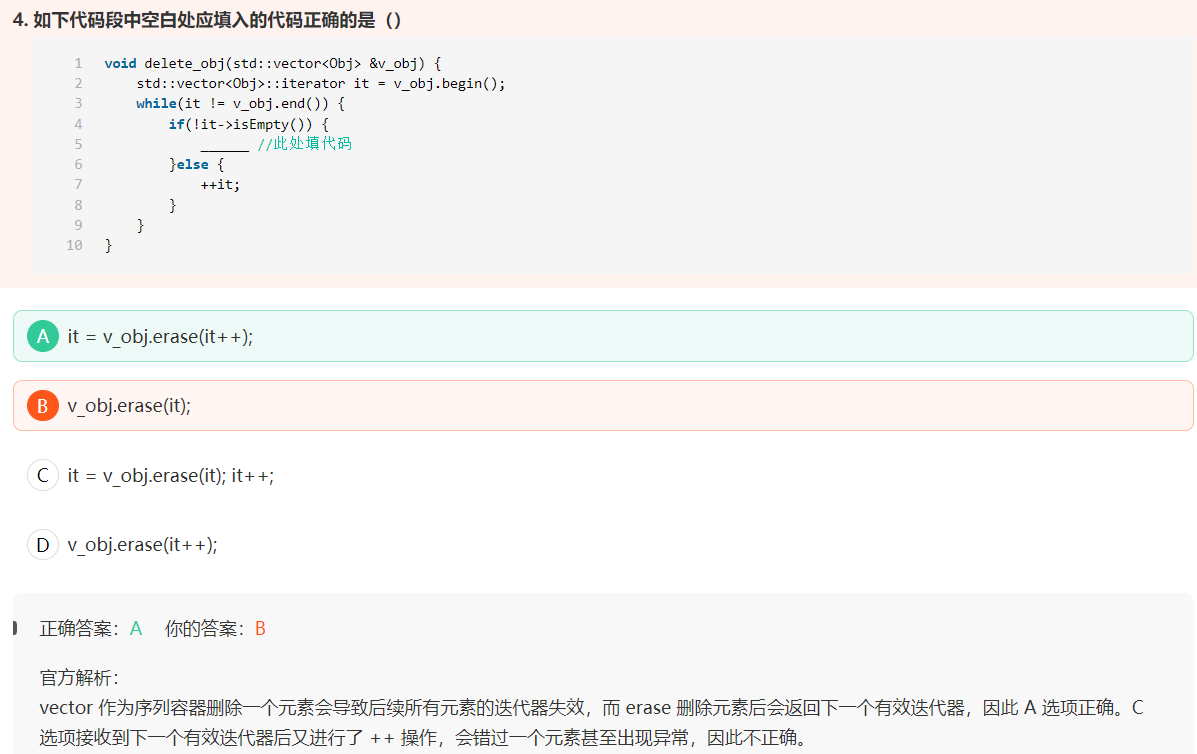 4. 如下代码段中空白处应填入的代码正确的是（）
1 void delete_obj(std::vector<Obj> &v_obj) {
2 std::vector<Obj>::iterator it = v_obj.begin();
3 while(it != v_obj.end()) {
4 if(!it->isEmpty()) {
5 ______ //此处填代码
6 }else {
7 ++it;
8 }
9 }
10 }
A it = v_obj.erase(it++);
B v_obj.erase(it);
C it = v_obj.erase(it); it++;
D v_obj.erase(it++);
正确答案：A 你的答案：B
官方解析：
vector 作为序列容器删除一个元素会导致后续所有元素的迭代器失效，而 erase 删除元素后会返回下一个有效迭代器，因此 A 选项正确。C
选项接收到下一个有效迭代器后又进行了 ++ 操作，会错过一个元素甚至出现异常，因此不正确。